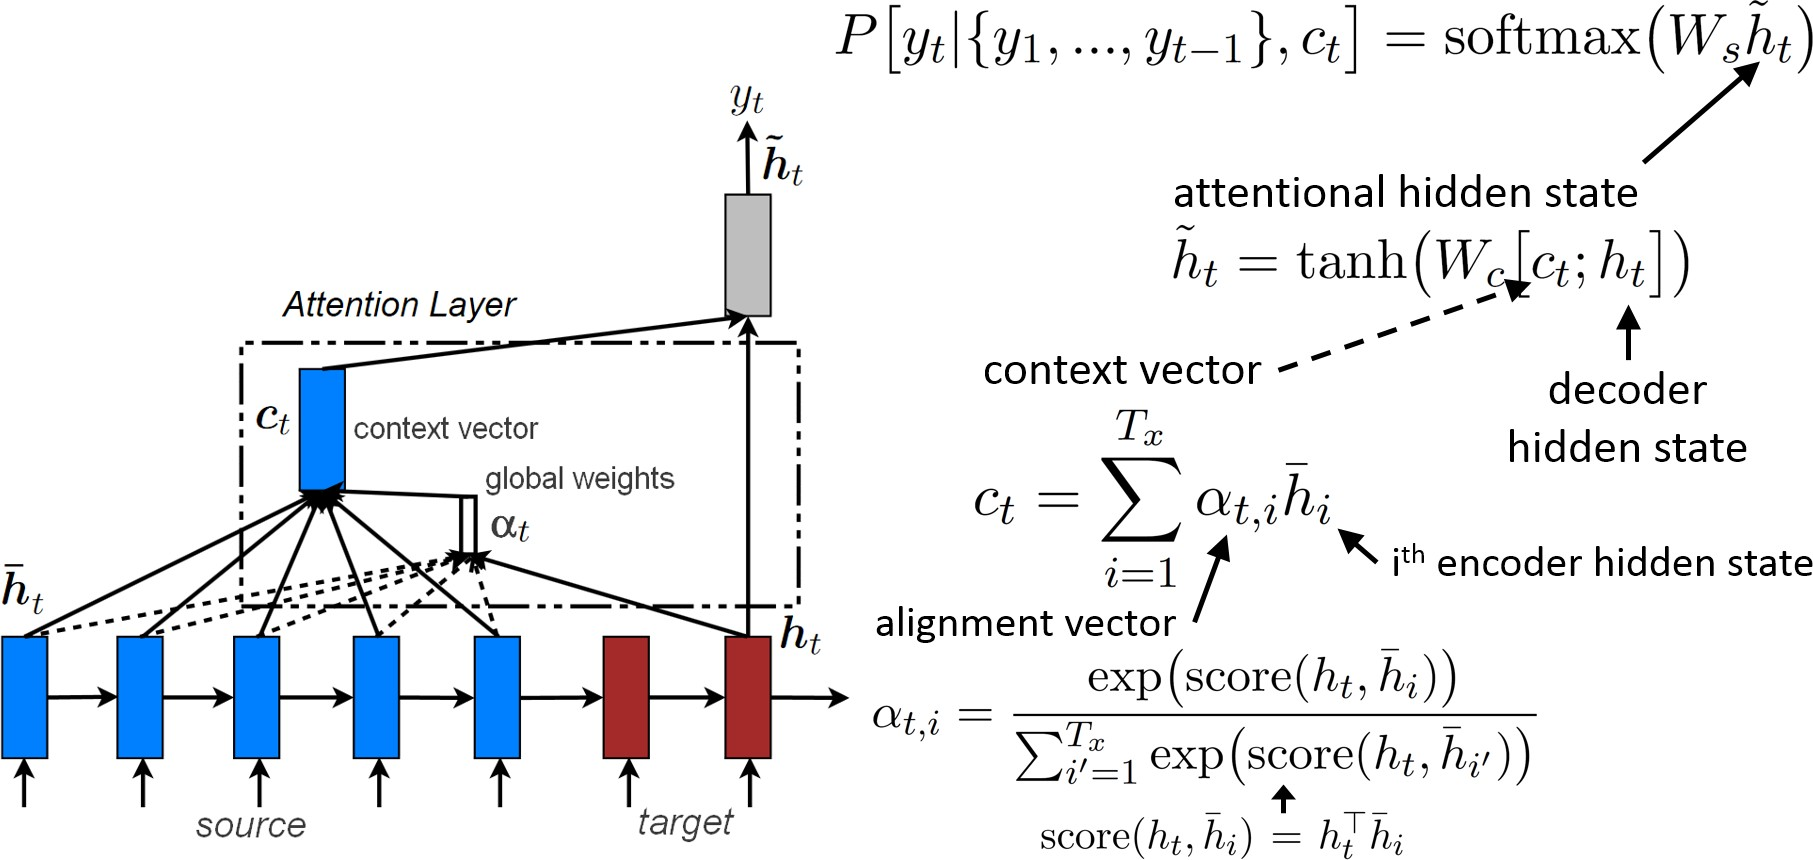 P[y_t|{y_1, ..., y_{t−1}}, c_t] = softmax(W_s h̃_t)
y_t
h̃_t
attentional hidden state
h̃_t = tanh(W_c[c_t; h_t])
Attention Layer
context vector
decoder
hidden state
c_t context vector
global weights
α_t
c_t = ∑_{i=1}^{T_x} α_{t,i} h̄_i
i^th encoder hidden state
alignment vector
h̄_t
h_t
α_{t,i} = exp(score(h_t, h̄_i)) / ∑_{i'=1}^{T_x} exp(score(h_t, h̄_{i'}))
score(h_t, h̄_i) = h_t^⊤ h̄_i
source
target